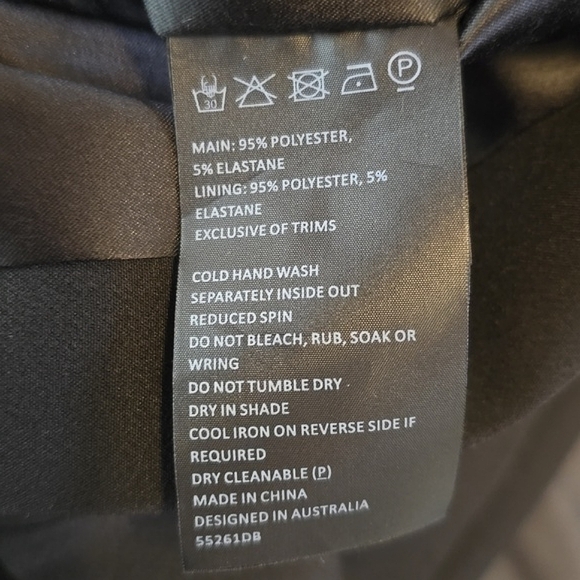 30
P
MAIN: 95% POLYESTER,
5% ELASTANE
LINING: 95% POLYESTER, 5%
ELASTANE
EXCLUSIVE OF TRIMS
COLD HAND WASH
SEPARATELY INSIDE OUT
REDUCED SPIN
DO NOT BLEACH, RUB, SOAK OR
WRING
DO NOT TUMBLE DRY
DRY IN SHADE
COOL IRON ON REVERSE SIDE IF
REQUIRED
DRY CLEANABLE (P)
MADE IN CHINA
DESIGNED IN AUSTRALIA
55261DB